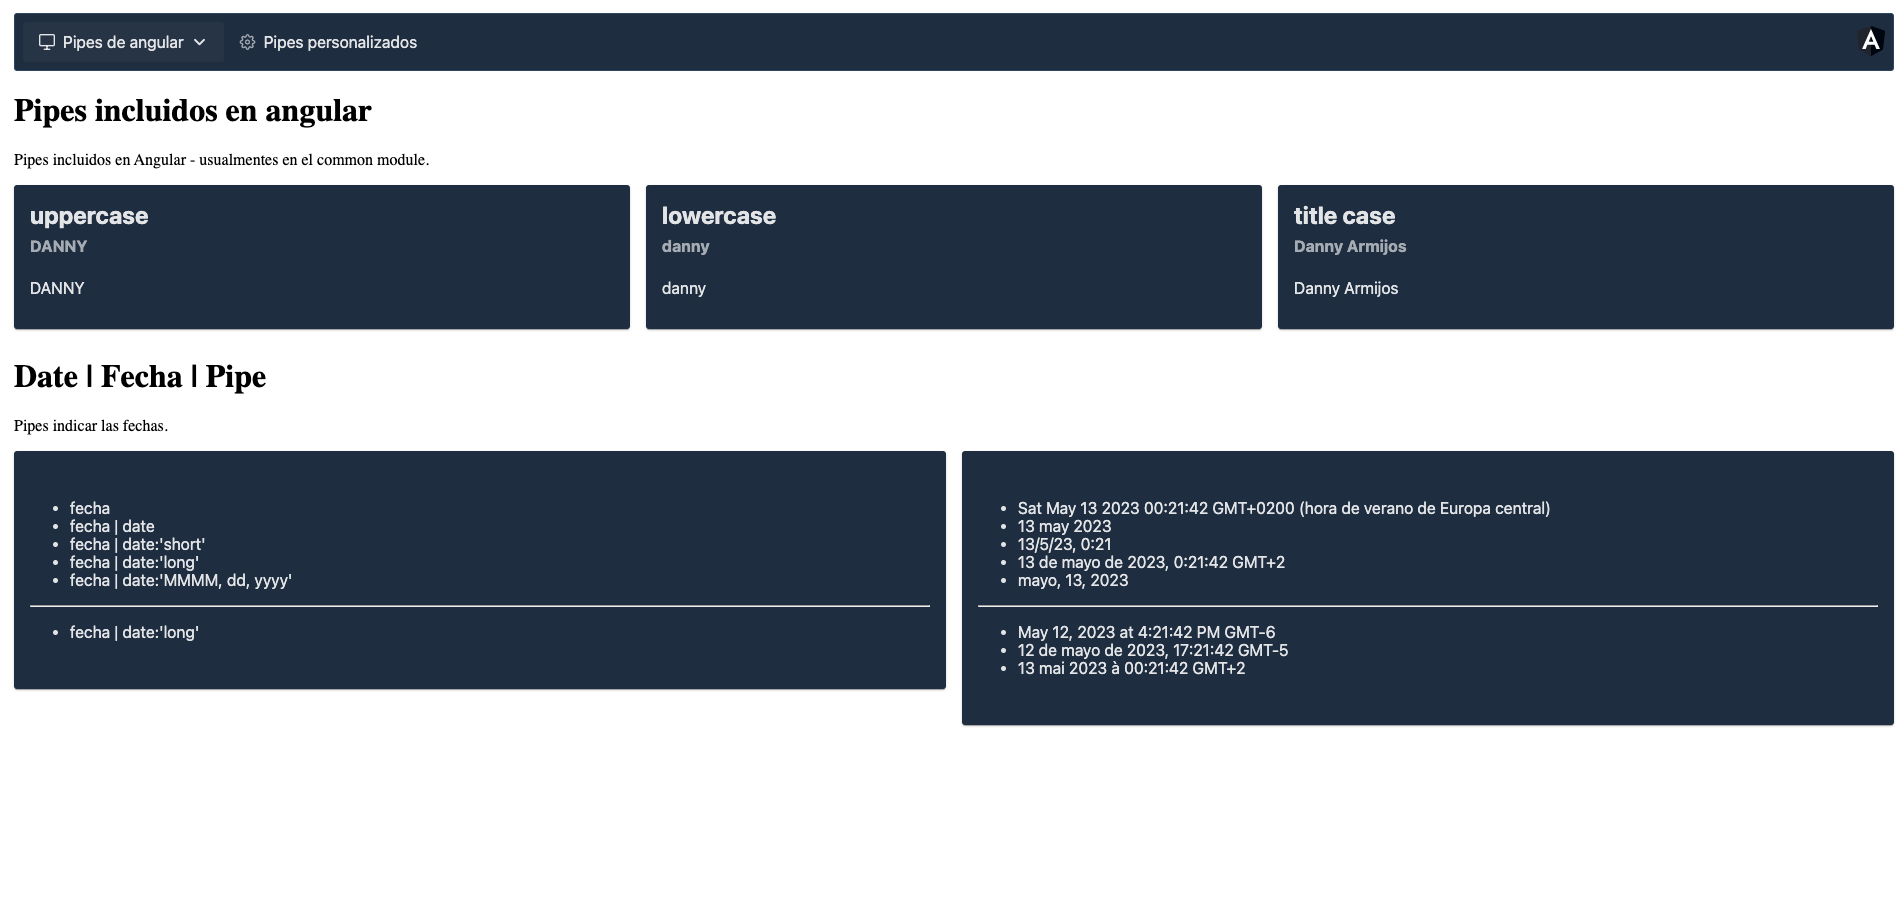 Pipes de angular
Pipes personalizados
Pipes incluidos en angular
Pipes incluidos en Angular - usualmentes en el common module.
uppercase
DANNY
DANNY
lowercase
danny
danny
title case
Danny Armijos
Danny Armijos
Date | Fecha | Pipe
Pipes indicar las fechas.
fecha
fecha | date
fecha | date:'short'
fecha | date:'long'
fecha | date:'MMMM, dd, yyyy'
fecha | date:'long'
Sat May 13 2023 00:21:42 GMT+0200 (hora de verano de Europa central)
13 may 2023
13/5/23, 0:21
13 de mayo de 2023, 0:21:42 GMT+2
mayo, 13, 2023
May 12, 2023 at 4:21:42 PM GMT-6
12 de mayo de 2023, 17:21:42 GMT-5
13 mai 2023 à 00:21:42 GMT+2